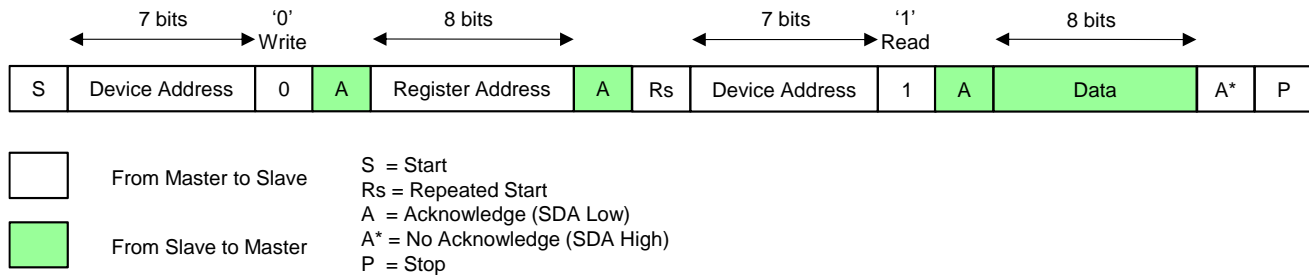 7 bits ‘0’ 8 bits 7 bits ‘1’ 8 bits
Write Read
S Device Address 0 A Register Address A Rs Device Address 1 A Data A* P
From Master to Slave
From Slave to Master
S = Start
Rs = Repeated Start
A = Acknowledge (SDA Low)
A* = No Acknowledge (SDA High)
P = Stop